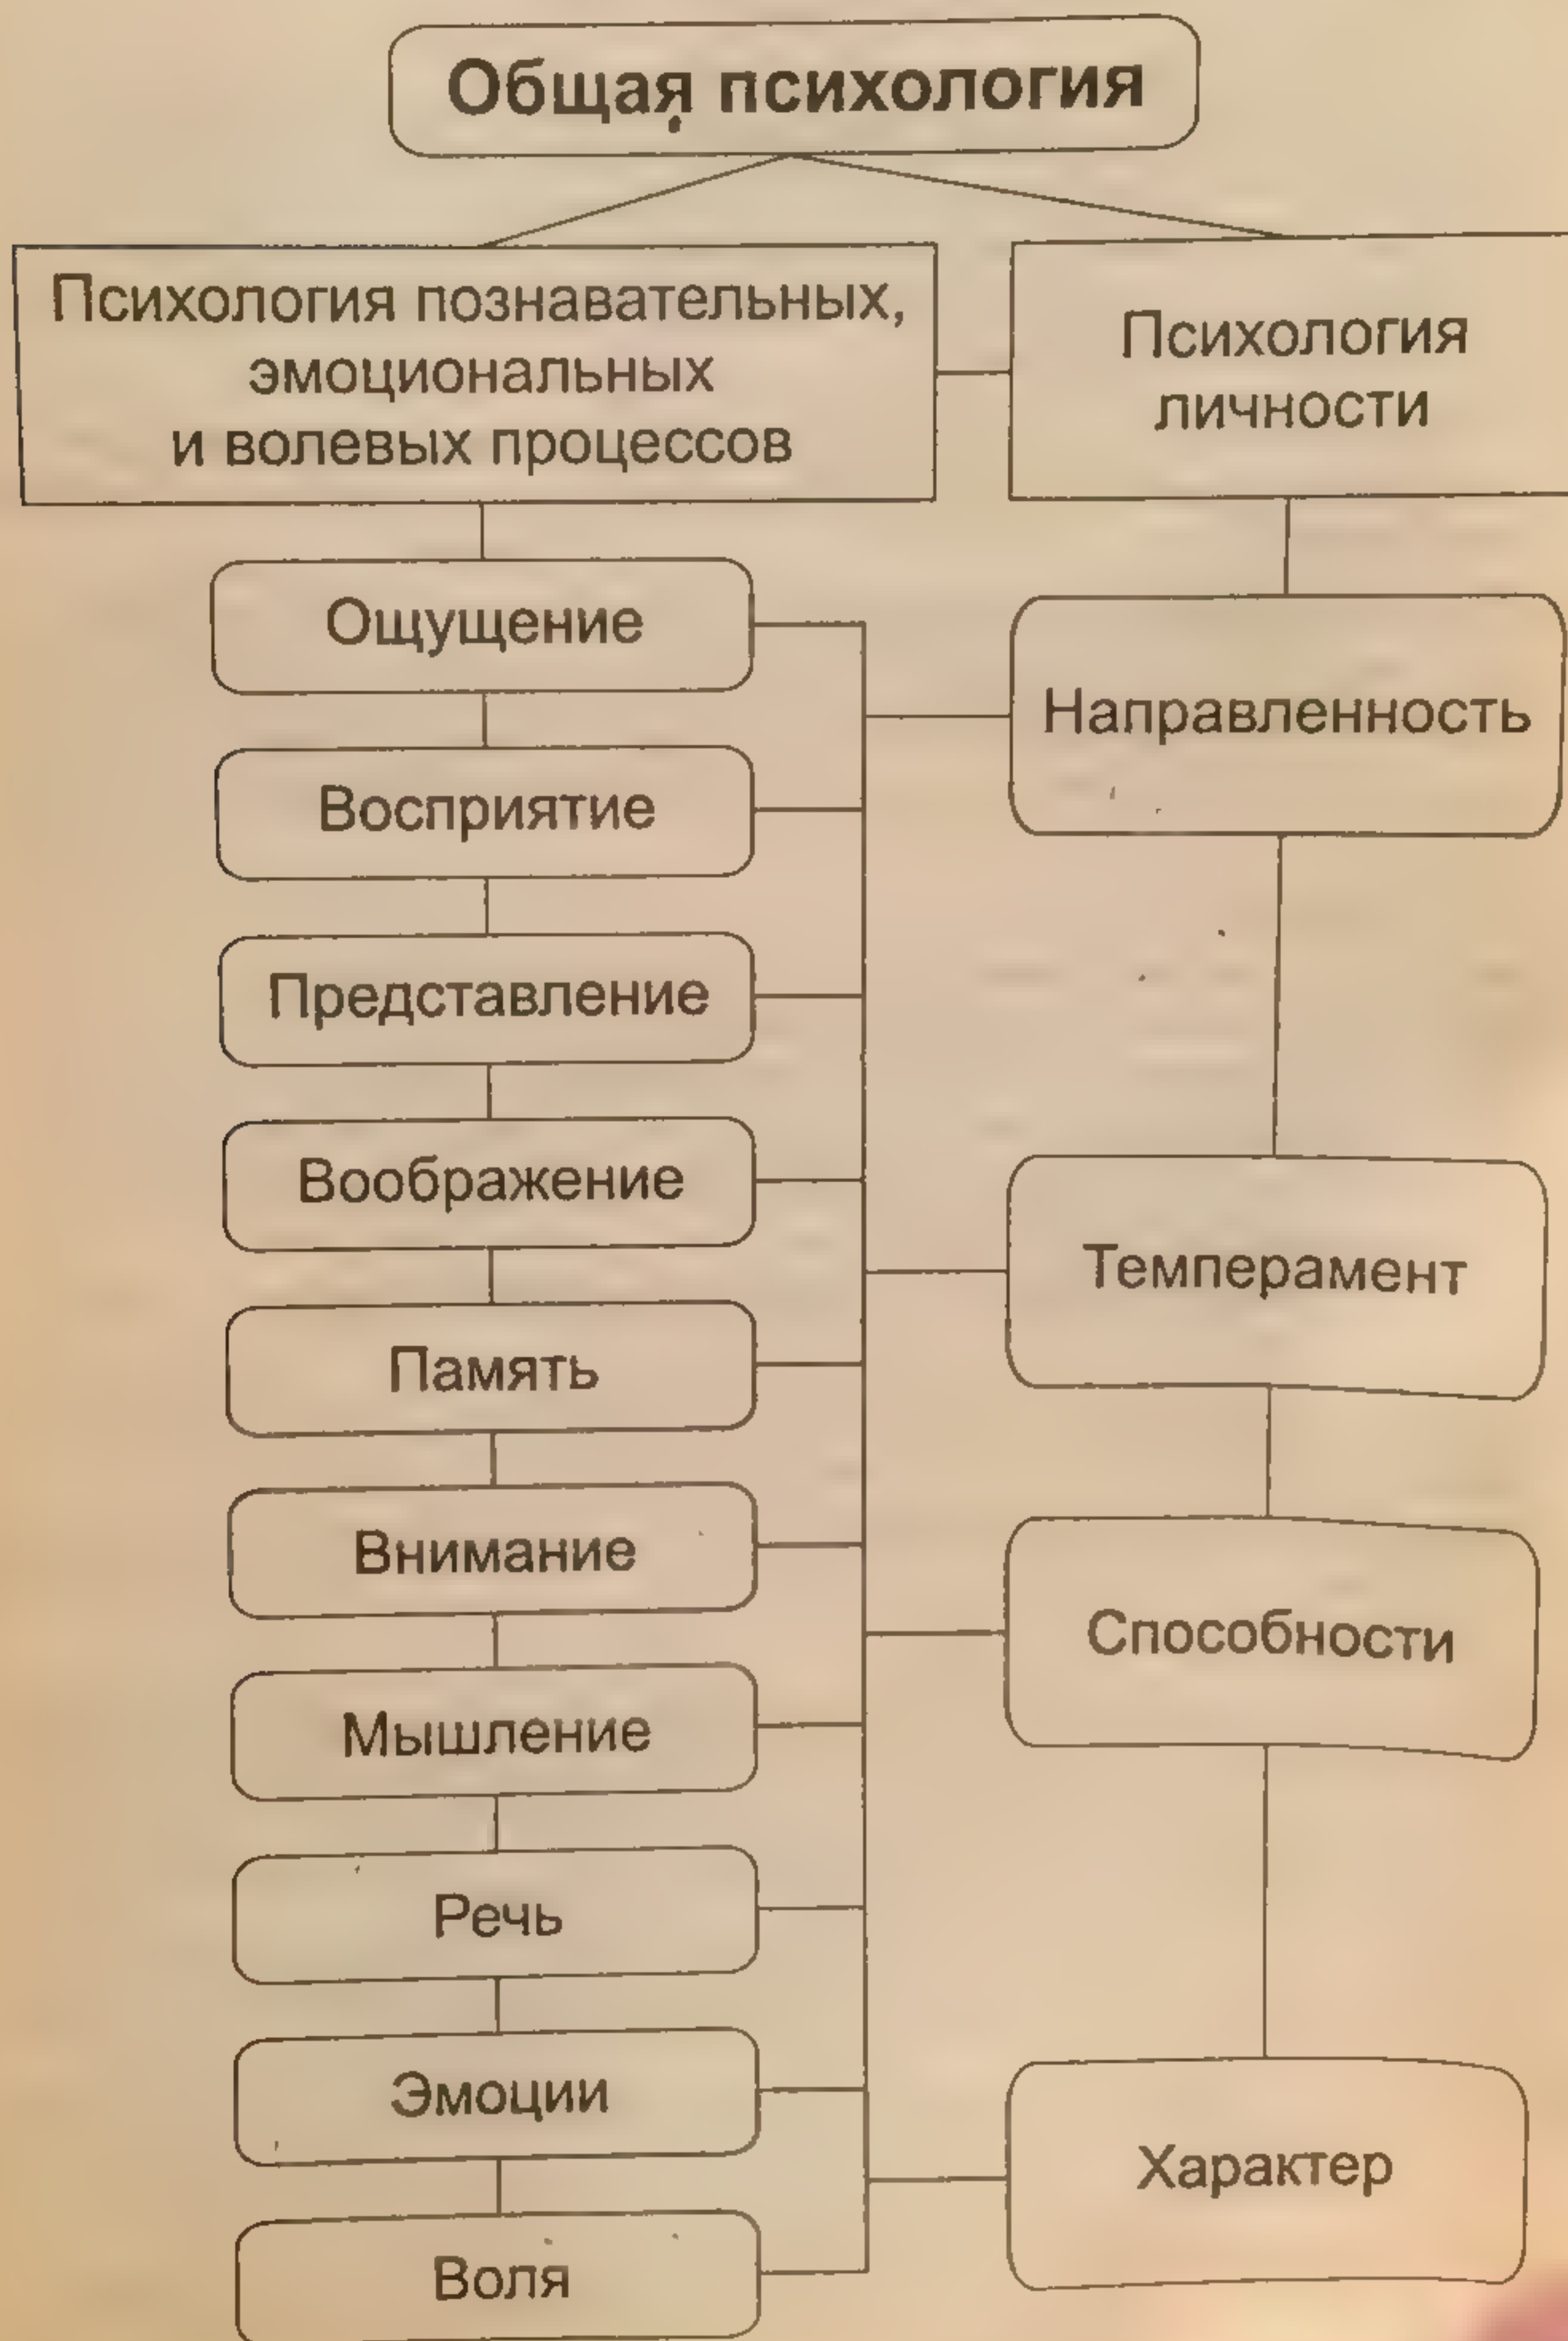 Общая психология
Психология познавательных,
эмоциональных
и волевых процессов
Психология
личности
Ощущение
Восприятие
Представление
Воображение
Память
Внимание
Мышление
Речь
Эмоции
Воля
Направленность
Темперамент
Способности
Характер